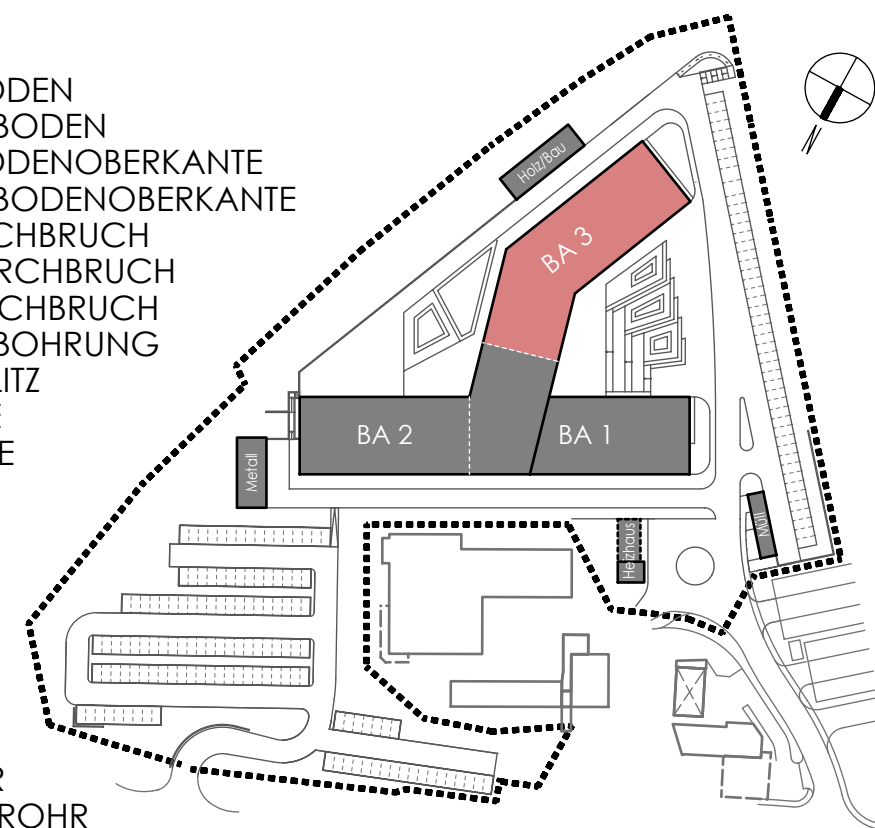 ODEN
BODEN
ODENOBERKANTE
BODENOBERKANTE
CHBRUCH
RCHBRUCH
CHBRUCH
BOHRUNG
LITZ
E
E
R
ROHR
Holz/Bau
BA 3
BA 2
BA 1
Metall
Heizhaus
Müll
N